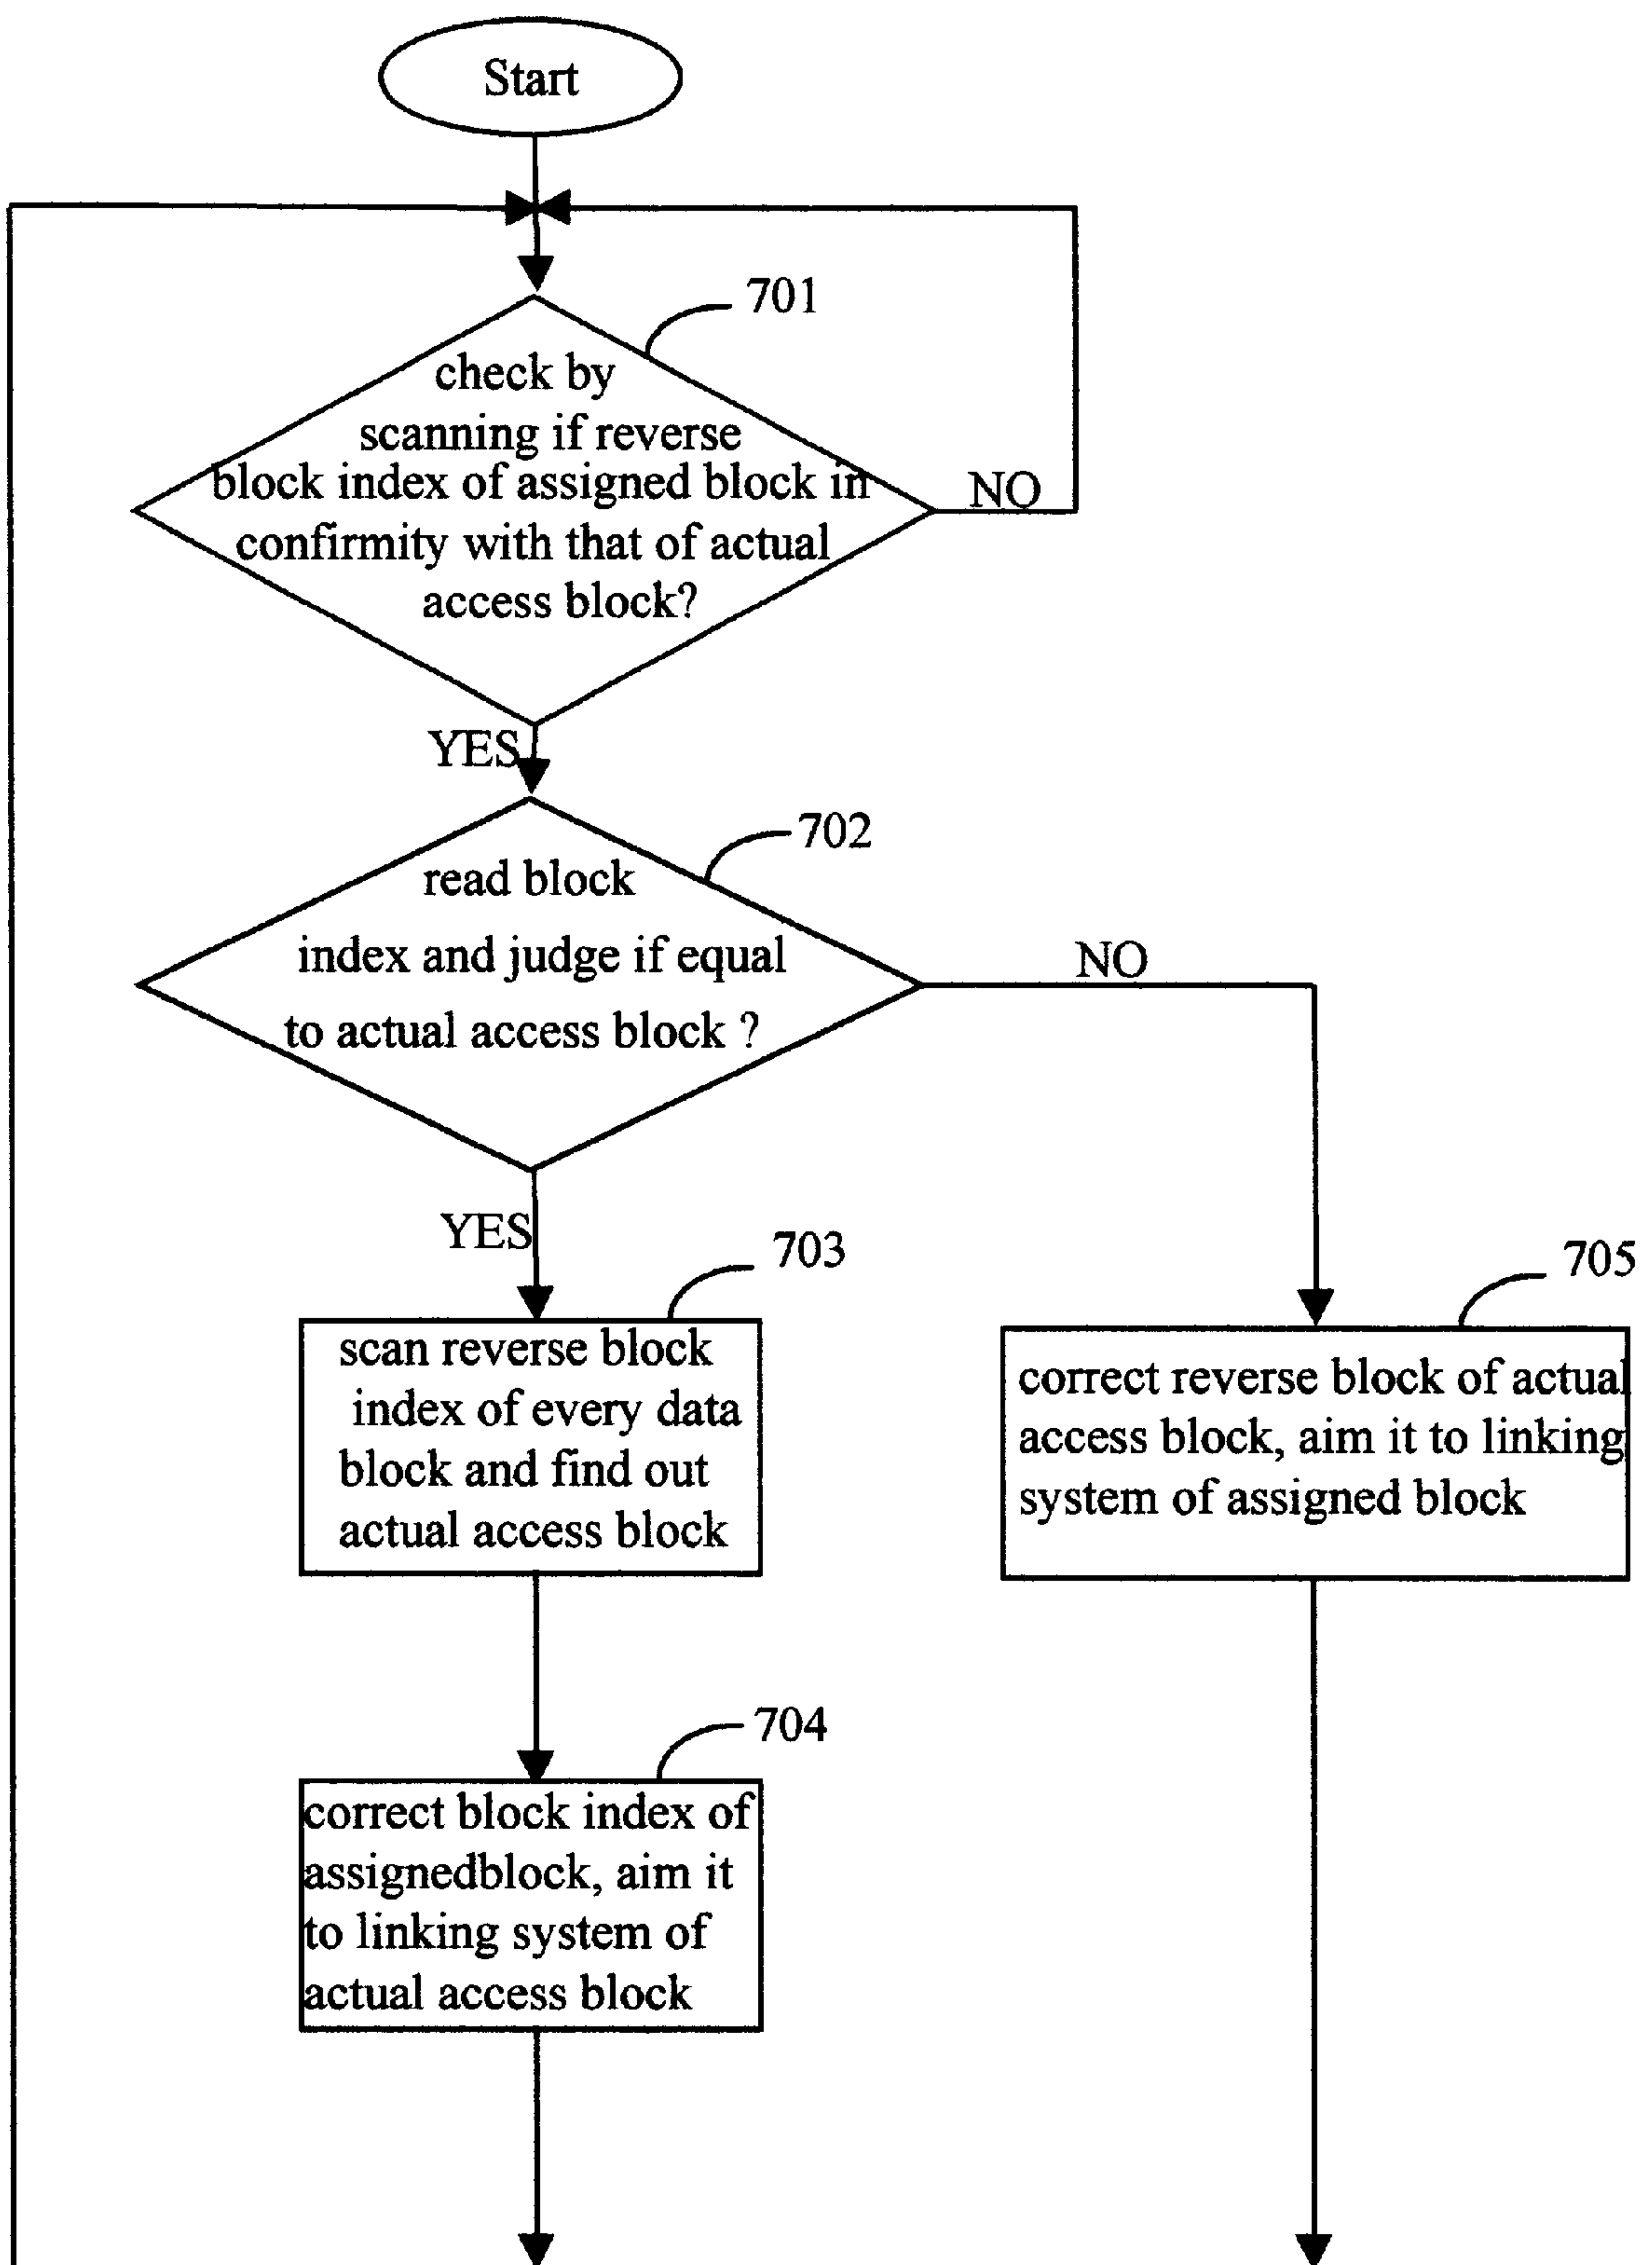 Start
701
check by
scanning if reverse
block index of assigned block in
confirmity with that of actual
access block?
NO
YES
702
read block
index and judge if equal
to actual access block ?
NO
YES
703
scan reverse block
index of every data
block and find out
actual access block
705
correct reverse block of actual
access block, aim it to linking
system of assigned block
704
correct block index of
assignedblock, aim it
to linking system of
actual access block